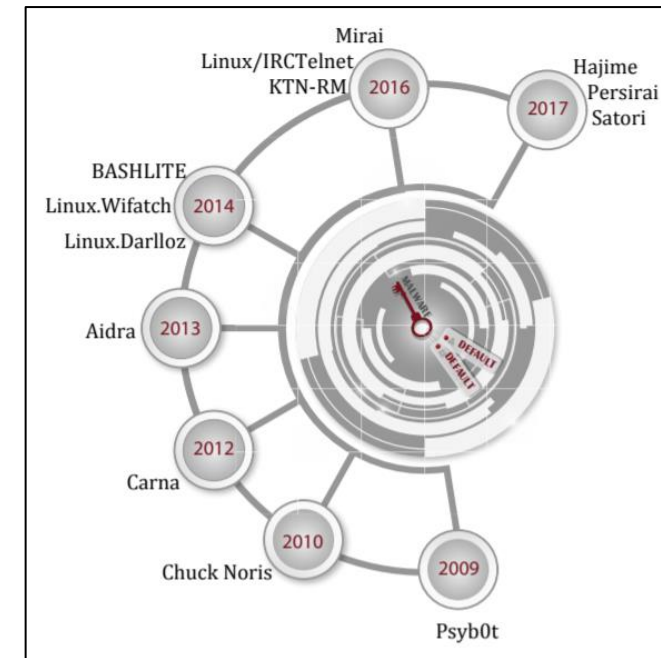 Mirai
Linux/IRCTelnet
KTN-RM
2016
Hajime
Persirai
Satori
2017
BASHLITE
Linux.Wifatch
Linux.Darlloz
2014
Aidra
2013
MALWARE
DEFAULT
DEFAULT
2012
Carna
2010
Chuck Noris
2009
Psyb0t